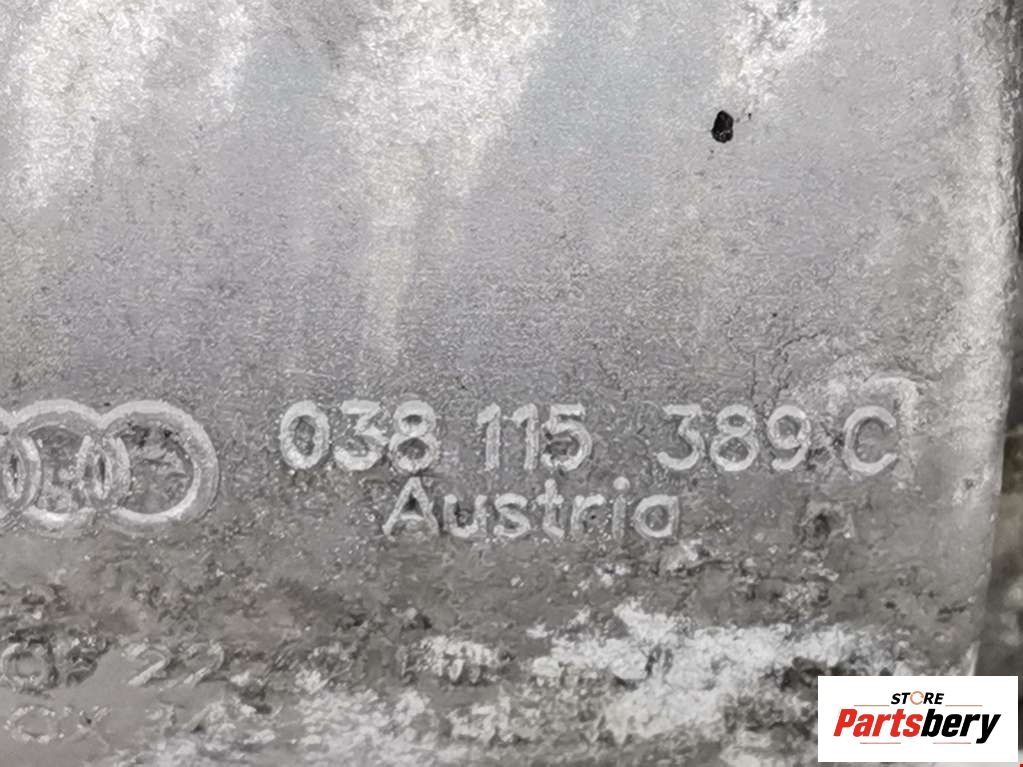 038 115 389 C
Austria
STORE
Partsbery